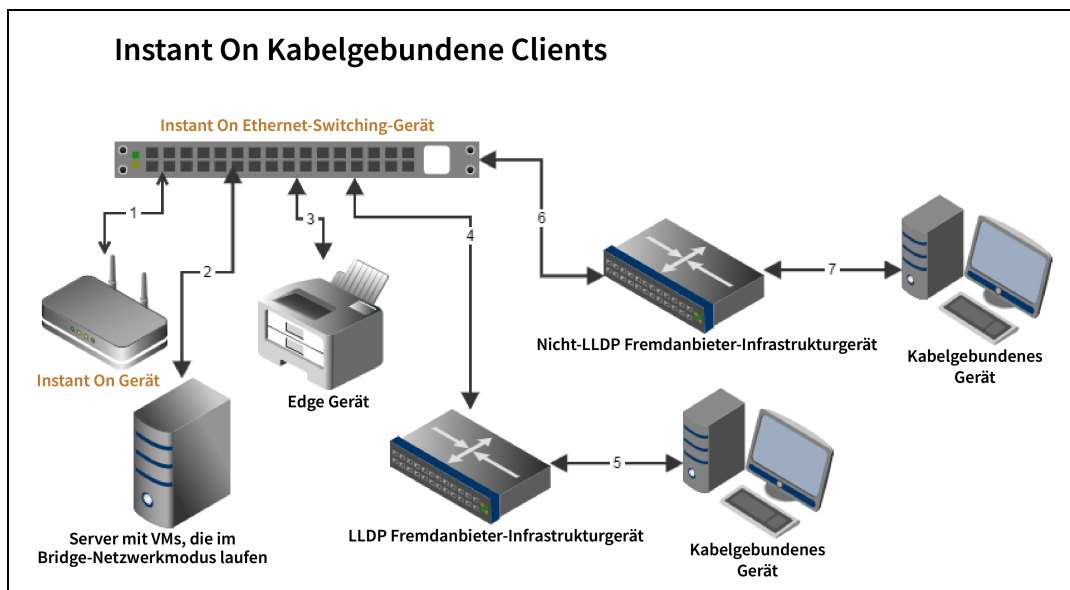 Instant On Kabelgebundene Clients
Instant On Ethernet-Switching-Gerät
1
2
3
4
6
7
Instant On Gerät
Edge Gerät
Nicht-LLDP Fremdanbieter-Infrastrukturgerät
Kabelgebundenes
Gerät
5
Server mit VMs, die im
Bridge-Netzwerkmodus laufen
LLDP Fremdanbieter-Infrastrukturgerät
Kabelgebundenes
Gerät